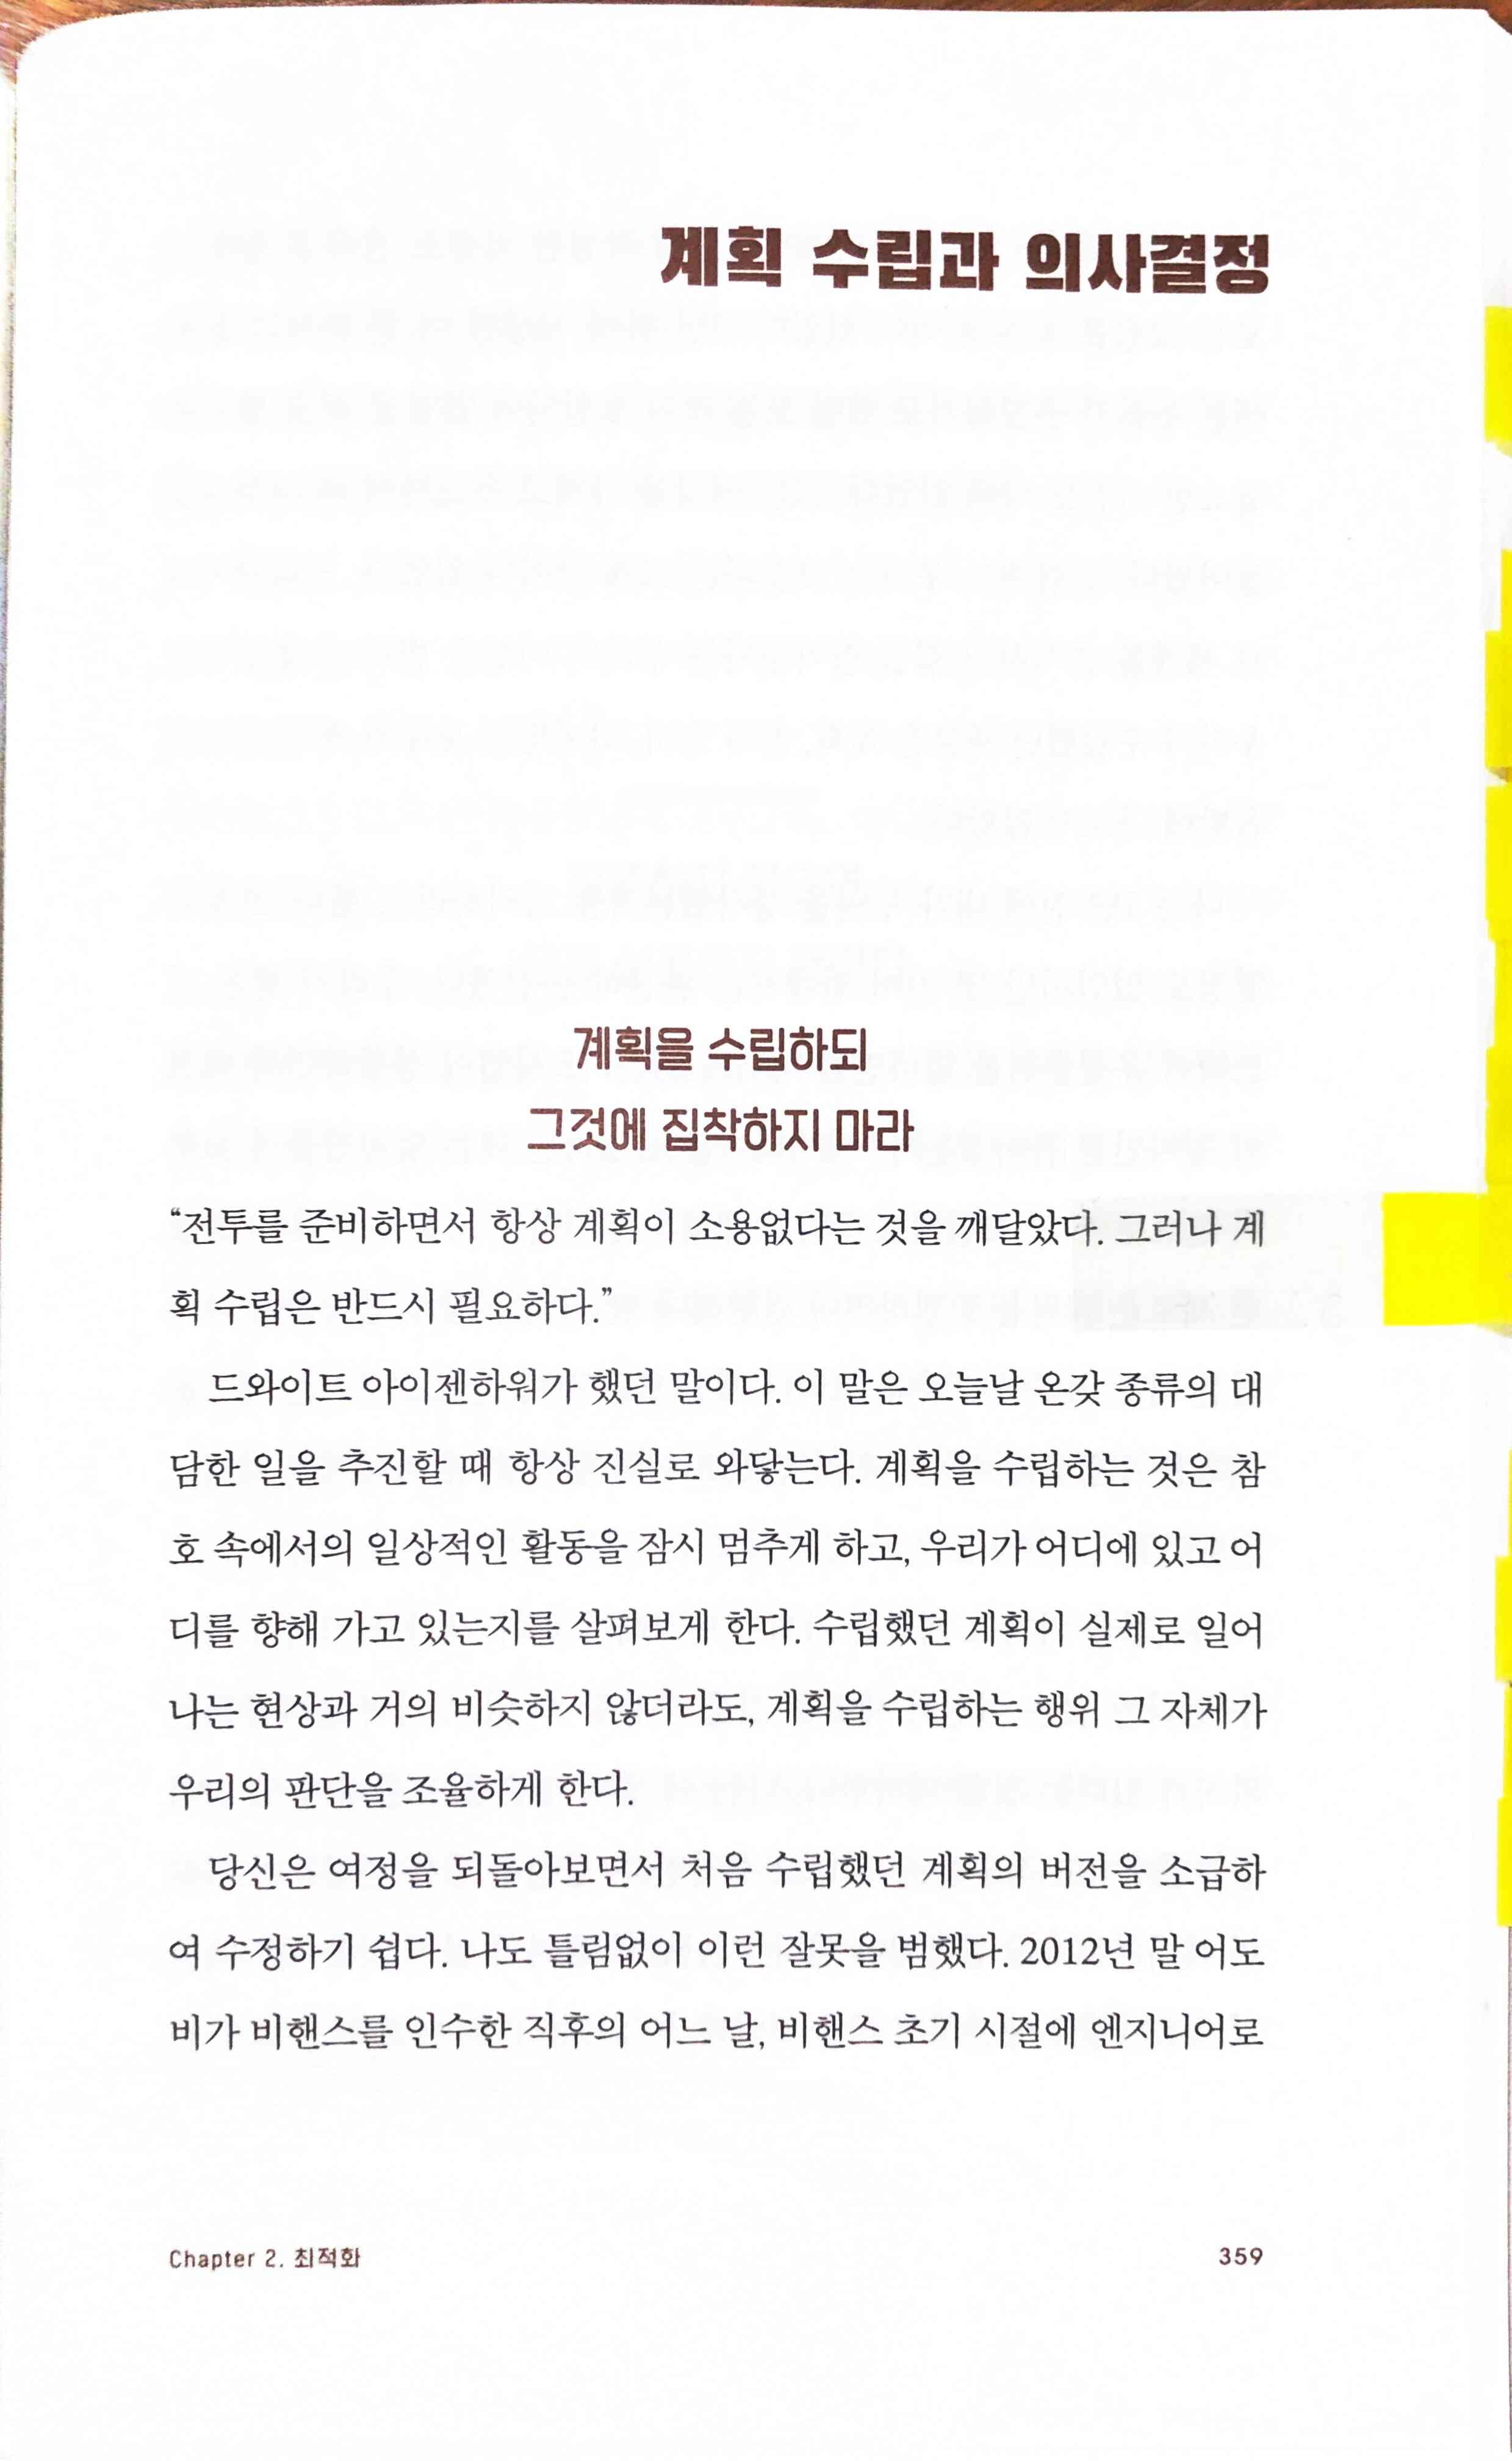 계획 수립과 의사결정
계획을 수립하되
그것에 집착하지 마라
“전투를 준비하면서 항상 계획이 소용없다는 것을 깨달았다. 그러나 계
획 수립은 반드시 필요하다.”
드와이트 아이젠하워가 했던 말이다. 이 말은 오늘날 온갖 종류의 대
담한 일을 추진할 때 항상 진실로 와닿는다. 계획을 수립하는 것은 참
호 속에서의 일상적인 활동을 잠시 멈추게 하고, 우리가 어디에 있고 어
디를 향해 가고 있는지를 살펴보게 한다. 수립했던 계획이 실제로 일어
나는 현상과 거의 비슷하지 않더라도, 계획을 수립하는 행위 그 자체가
우리의 판단을 조율하게 한다.
당신은 여정을 되돌아보면서 처음 수립했던 계획의 버전을 소급하
여 수정하기 쉽다. 나도 틀림없이 이런 잘못을 범했다. 2012년 말 어도
비가 비핸스를 인수한 직후의 어느 날, 비핸스 초기 시절에 엔지니어로
Chapter 2. 최적화
359